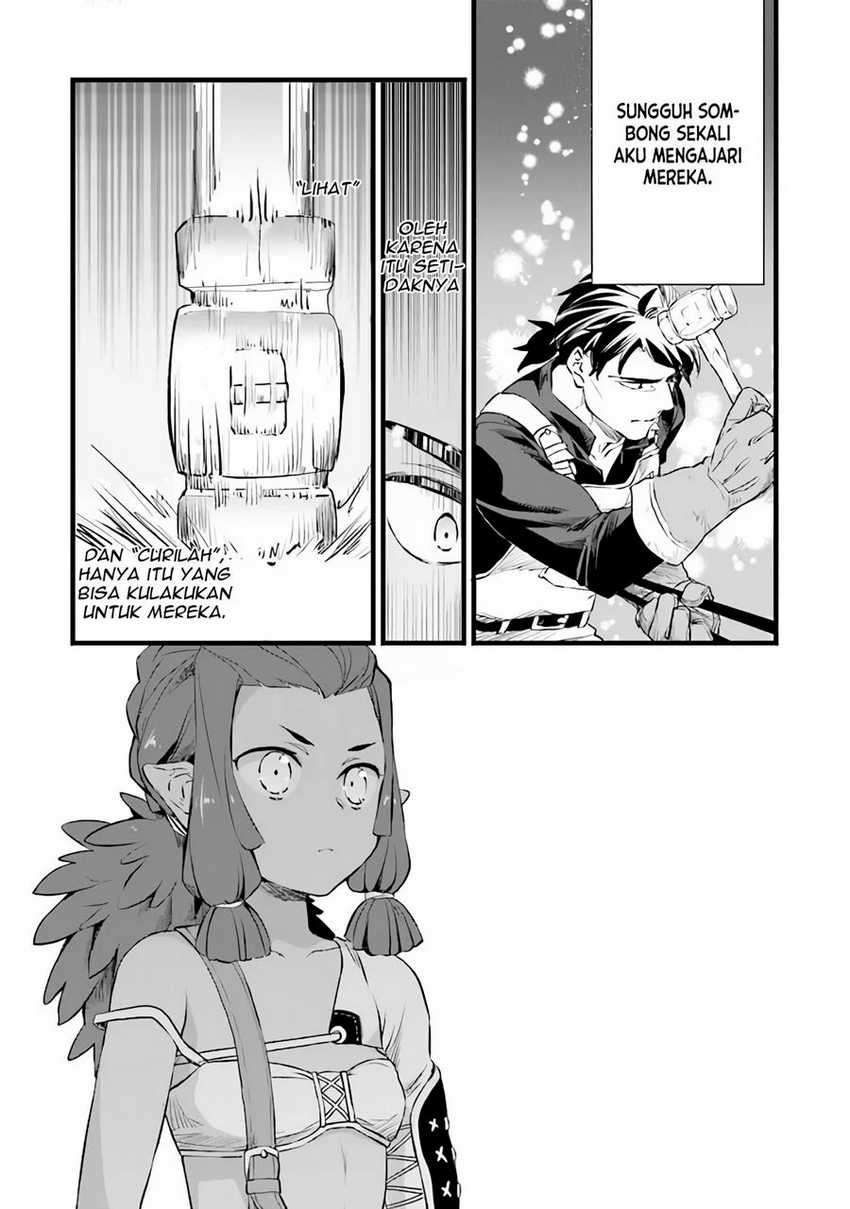 SUNGGUH SOM-
BONG SEKALI
AKU MENGAJARI
MEREKA.
OLEH
KARENA
ITU SETI-
DAKNYA
"LIHAT"
DAN "CURILAH",
HANYA ITU YANG
BISA KULAKUKAN
UNTUK MEREKA.